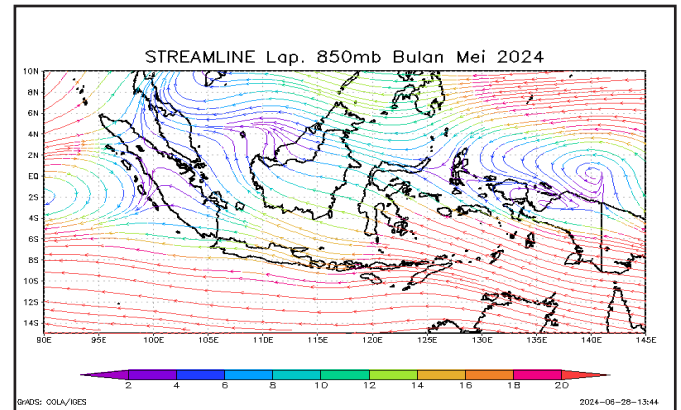 STREAMLINE Lap. 850mb Bulan Mei 2024
10N
8N
6N
4N
2N
EQ
2S
4S
6S
8S
10S
12S
14S
90E 95E 100E 105E 110E 115E 120E 125E 130E 135E 140E 145E
2 4 6 8 10 12 14 16 18 20
GrADS: COLA/IGES 2024-06-28-13:44